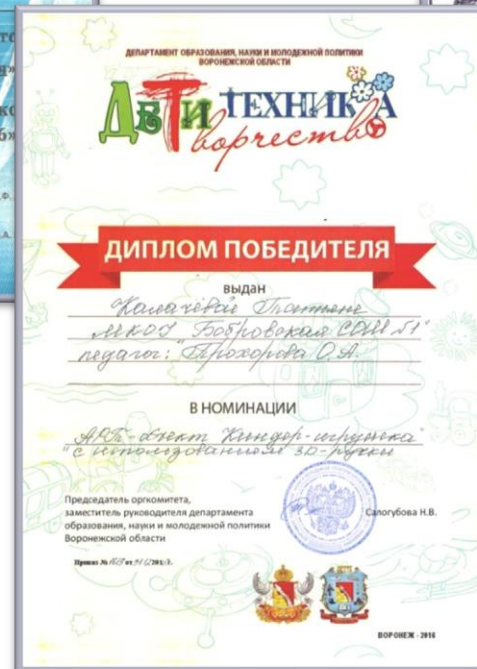 ДЕПАРТАМЕНТ ОБРАЗОВАНИЯ, НАУКИ И МОЛОДЕЖНОЙ ПОЛИТИКИ
ВОРОНЕЖСКОЙ ОБЛАСТИ
ДЕТИ ТЕХНИКА
Творчество
ДИПЛОМ ПОБЕДИТЕЛЯ
выдан
Калачёвой Татьяне
МКОУ "Бобровская СОШ №1"
педагог: Прохорова О.А.
В НОМИНАЦИИ
"АРТ-объект Киндер-игрушка"
с использованием 3D-ручки
Председатель оргкомитета,
заместитель руководителя департамента
образования, науки и молодежной политики
Воронежской области
Салогубова Н.В.
Приказ №
ВОРОНЕЖ - 2016